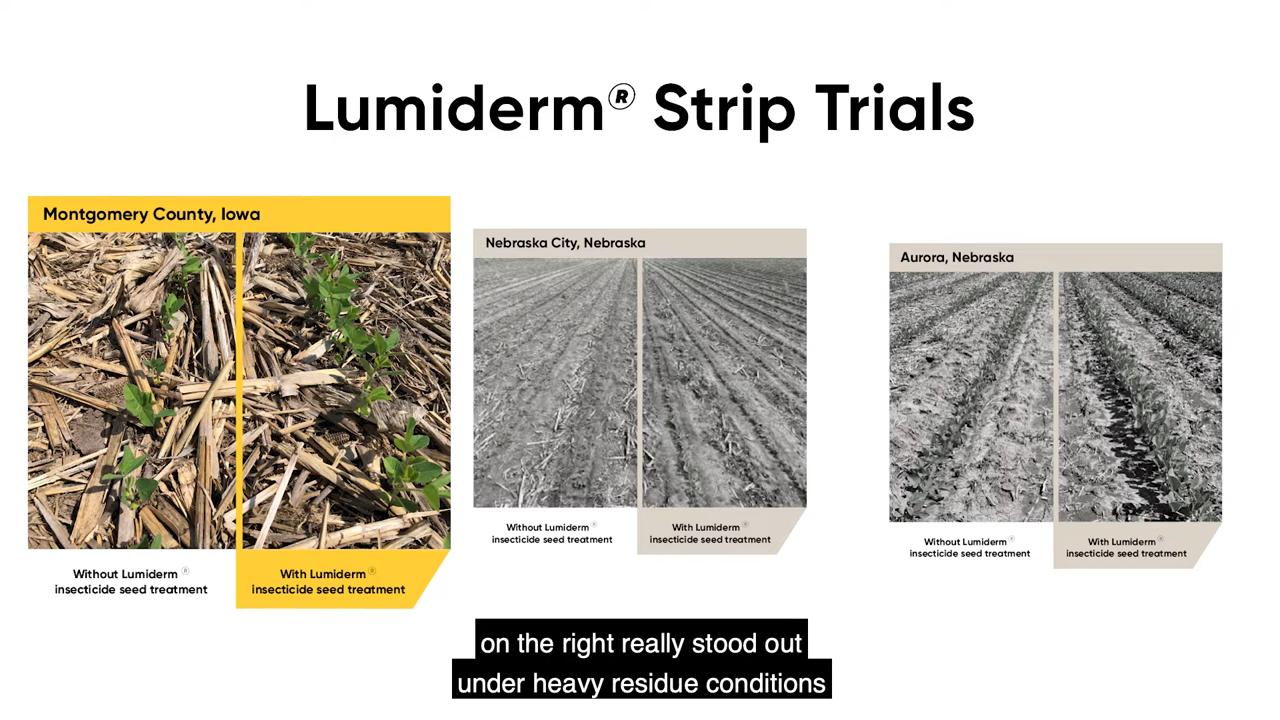 Lumiderm® Strip Trials
Montgomery County, Iowa
Without Lumiderm®
insecticide seed treatment
With Lumiderm®
insecticide seed treatment
Nebraska City, Nebraska
Without Lumiderm®
insecticide seed treatment
With Lumiderm®
insecticide seed treatment
Aurora, Nebraska
Without Lumiderm®
insecticide seed treatment
With Lumiderm®
insecticide seed treatment
on the right really stood out
under heavy residue conditions